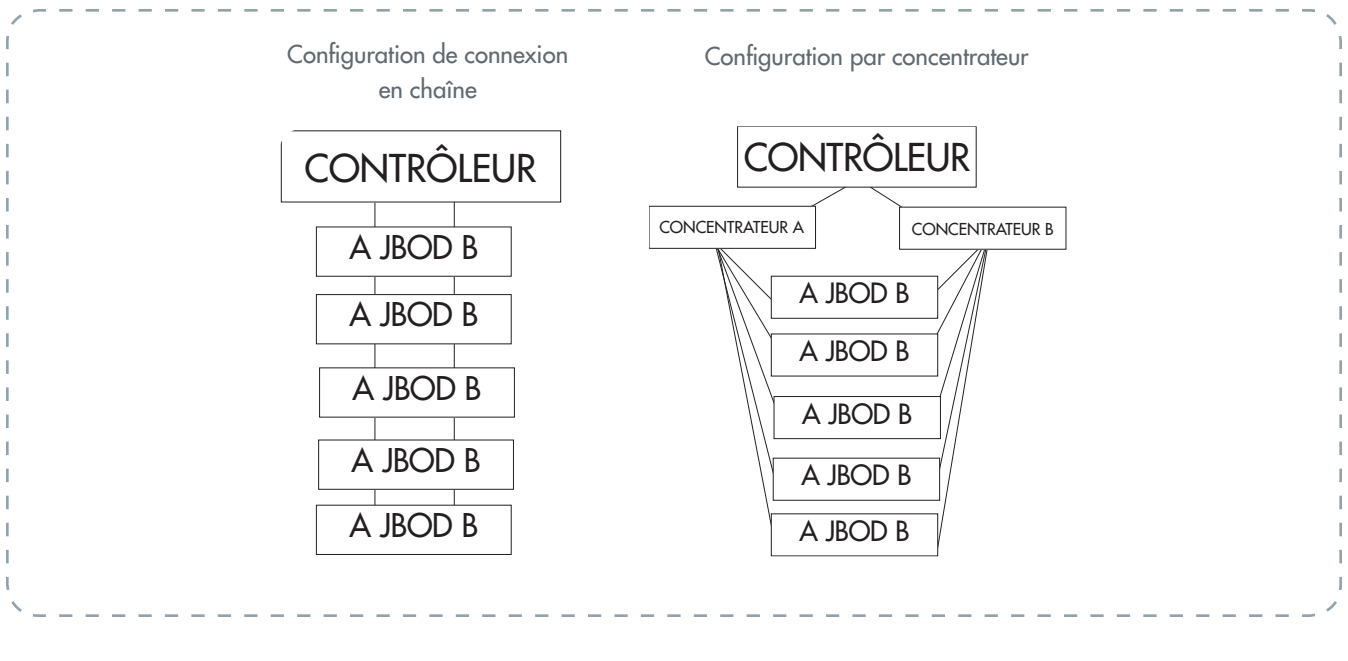 Configuration de connexion
en chaîne
CONTRÔLEUR
A JBOD B
A JBOD B
A JBOD B
A JBOD B
A JBOD B
Configuration par concentrateur
CONTRÔLEUR
CONCENTRATEUR A
CONCENTRATEUR B
A JBOD B
A JBOD B
A JBOD B
A JBOD B
A JBOD B